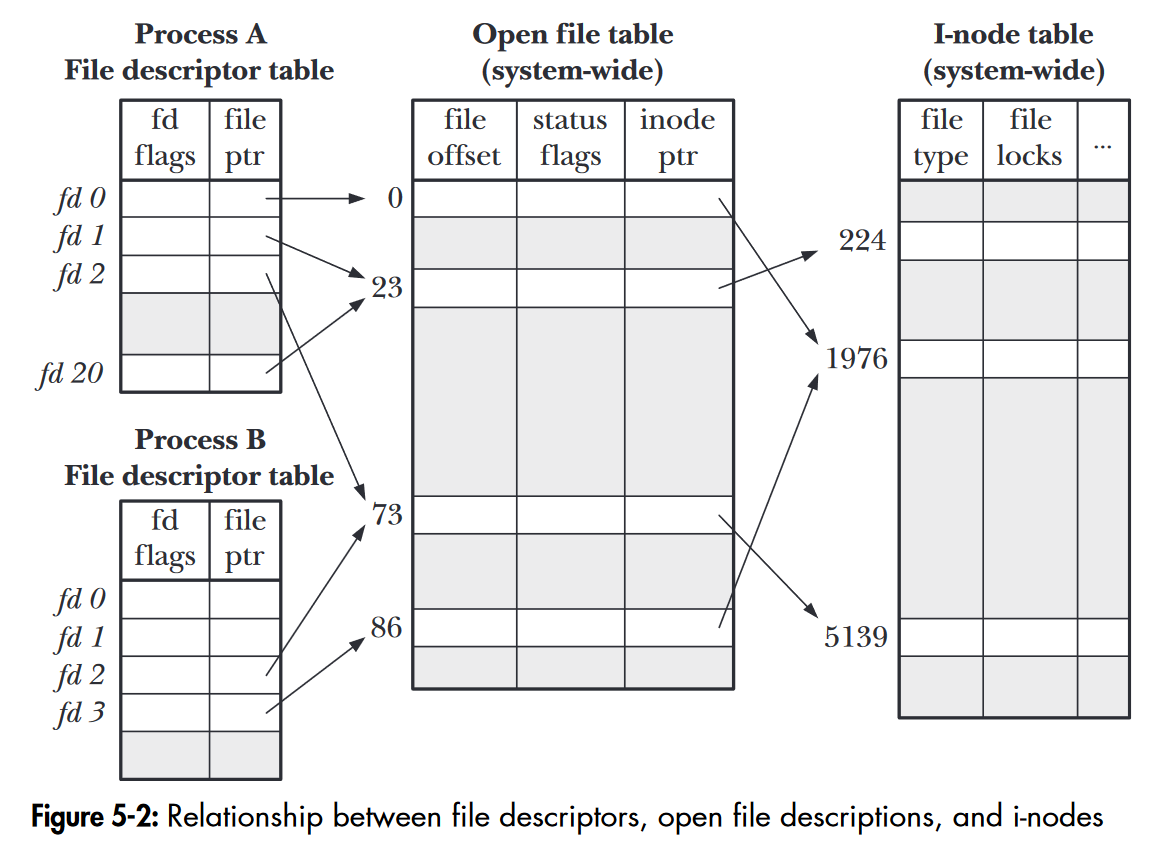 Process A
File descriptor table
fd
flags
file
ptr
fd 0
fd 1
fd 2
fd 20
Process B
File descriptor table
fd
flags
file
ptr
fd 0
fd 1
fd 2
fd 3
Open file table
(system-wide)
file
offset
status
flags
inode
ptr
0
23
73
86
I-node table
(system-wide)
file
type
file
locks
...
224
1976
5139
Figure 5-2: Relationship between file descriptors, open file descriptions, and i-nodes